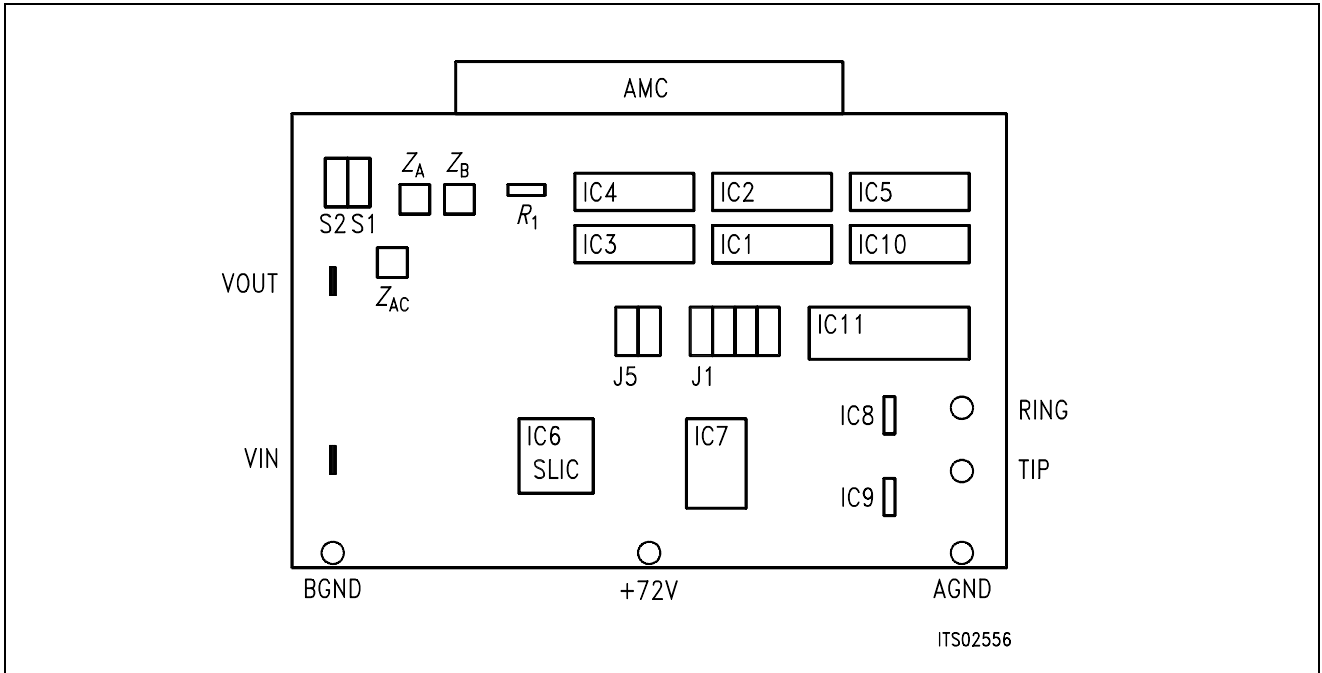 AMC
ZA ZB
IC4 IC2 IC5
R1
S2 S1
IC3 IC1 IC10
VOUT
ZAC
IC11
J5 J1
IC8 RING
IC6 IC7
VIN SLIC TIP
IC9
BGND +72V AGND
ITS02556